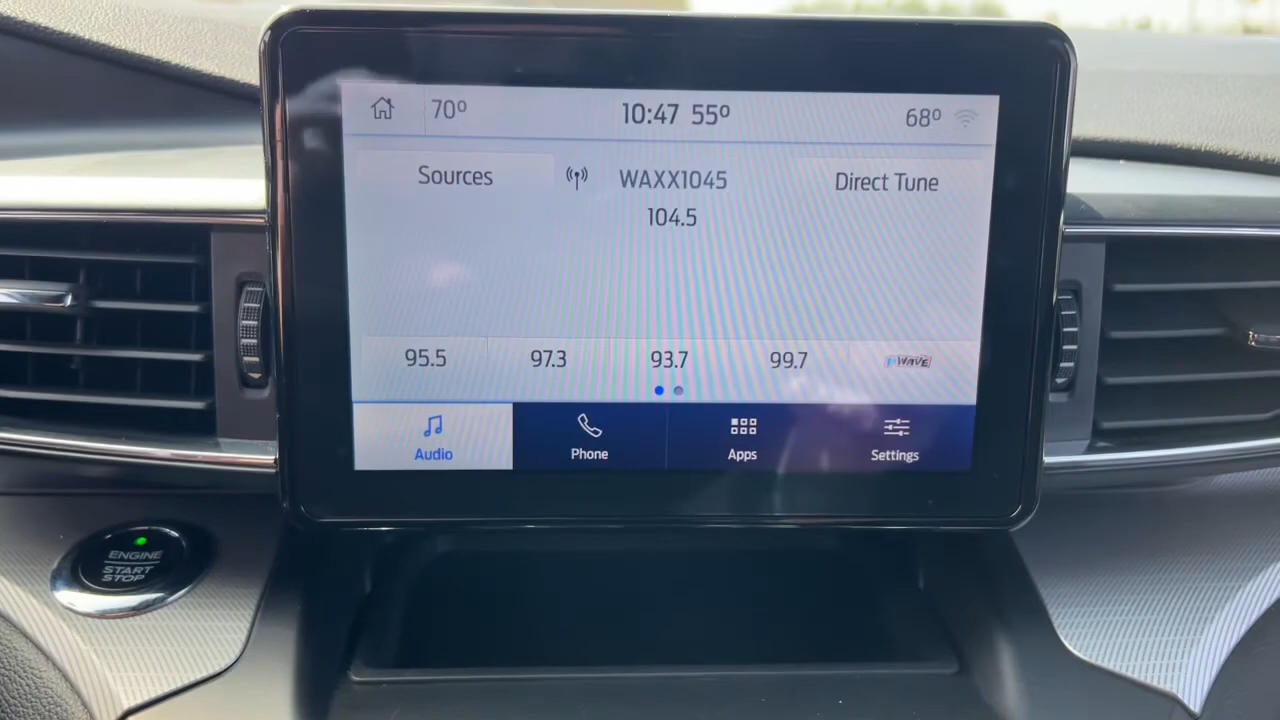 70º 10:47 55º 68º
Sources WAXX1045 Direct Tune
104.5
95.5 97.3 93.7 99.7 WAVE
Audio Phone Apps Settings
ENGINE
START
STOP